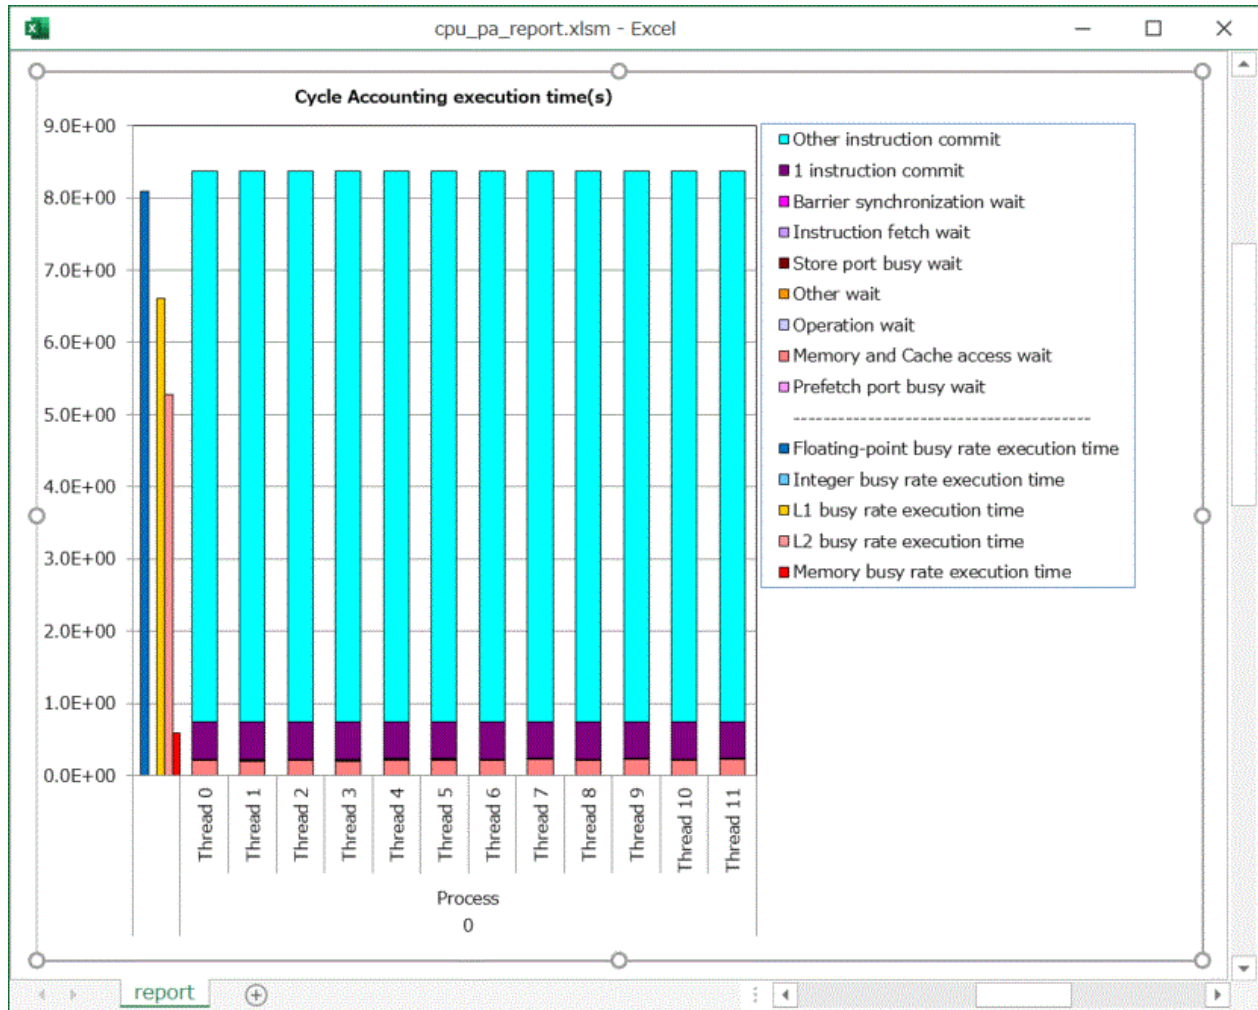 cpu_pa_report.xlsm - Excel
Cycle Accounting execution time(s)
9.0E+00
8.0E+00
7.0E+00
6.0E+00
5.0E+00
4.0E+00
3.0E+00
2.0E+00
1.0E+00
0.0E+00
Other instruction commit
1 instruction commit
Barrier synchronization wait
Instruction fetch wait
Store port busy wait
Other wait
Operation wait
Memory and Cache access wait
Prefetch port busy wait
----------------------------------------
Floating-point busy rate execution time
Integer busy rate execution time
L1 busy rate execution time
L2 busy rate execution time
Memory busy rate execution time
Thread 0
Thread 1
Thread 2
Thread 3
Thread 4
Thread 5
Thread 6
Thread 7
Thread 8
Thread 9
Thread 10
Thread 11
Process
0
report